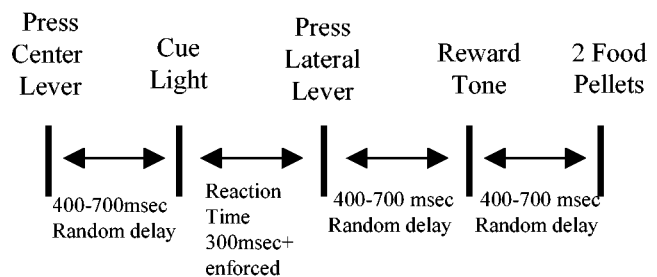 Press
Center
Lever
Cue
Light
Press
Lateral
Lever
Reward
Tone
2 Food
Pellets
400-700msec
Random delay
Reaction
Time
300msec+
enforced
400-700 msec
Random delay
400-700 msec
Random delay